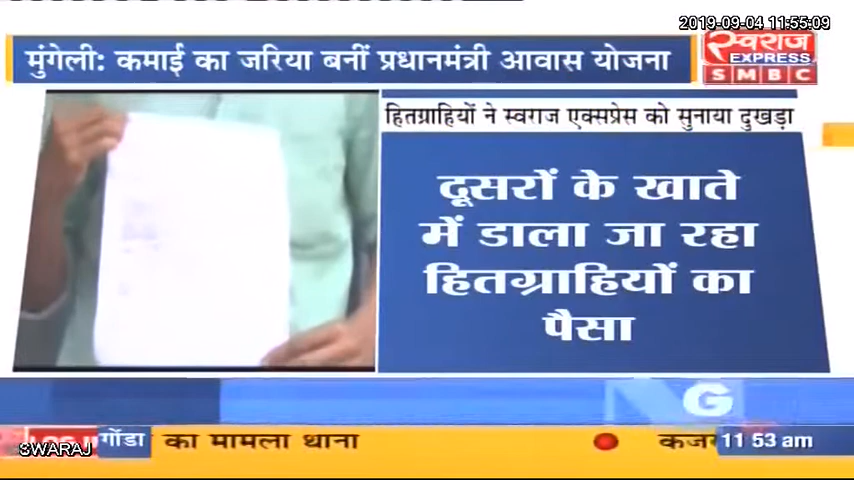 2019-09-04 11:55:09
मुंगेली: कमाई का जरिया बनीं प्रधानमंत्री आवास योजना
स्वराज
EXPRESS
SMBC
हितग्राहियों ने स्वराज एक्सप्रेस को सुनाया दुखड़ा
दूसरों के खाते
में डाला जा रहा
हितग्राहियों का
पैसा
NG
SWARAJ
गोंडा
का मामला थाना
11 53 am